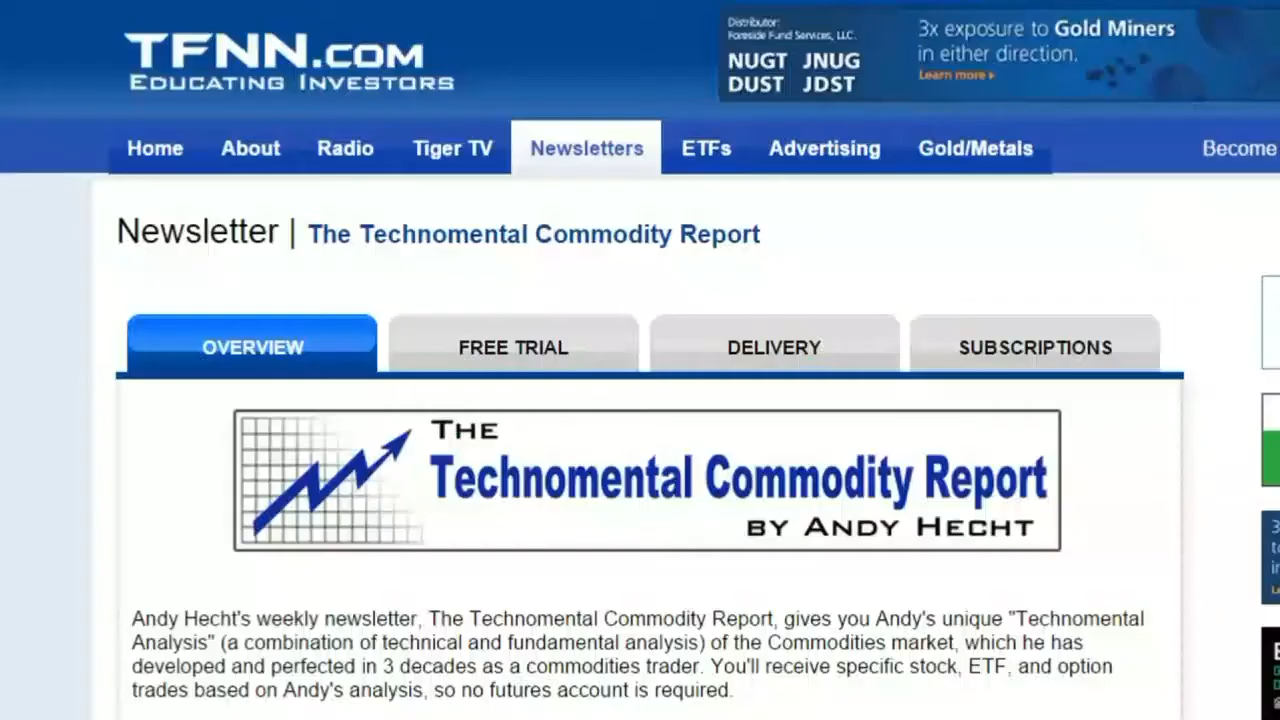 TFNN.COM
EDUCATING INVESTORS
Distributor:
Foreside Fund Services, LLC.
NUGT JNUG
DUST JDST
3x exposure to Gold Miners
in either direction.
Learn more
Home About Radio Tiger TV Newsletters ETFs Advertising Gold/Metals Become
Newsletter | The Technomental Commodity Report
OVERVIEW FREE TRIAL DELIVERY SUBSCRIPTIONS
THE
Technomental Commodity Report
BY ANDY HECHT
Andy Hecht's weekly newsletter, The Technomental Commodity Report, gives you Andy's unique "Technomental
Analysis" (a combination of technical and fundamental analysis) of the Commodities market, which he has
developed and perfected in 3 decades as a commodities trader. You'll receive specific stock, ETF, and option
trades based on Andy's analysis, so no futures account is required.